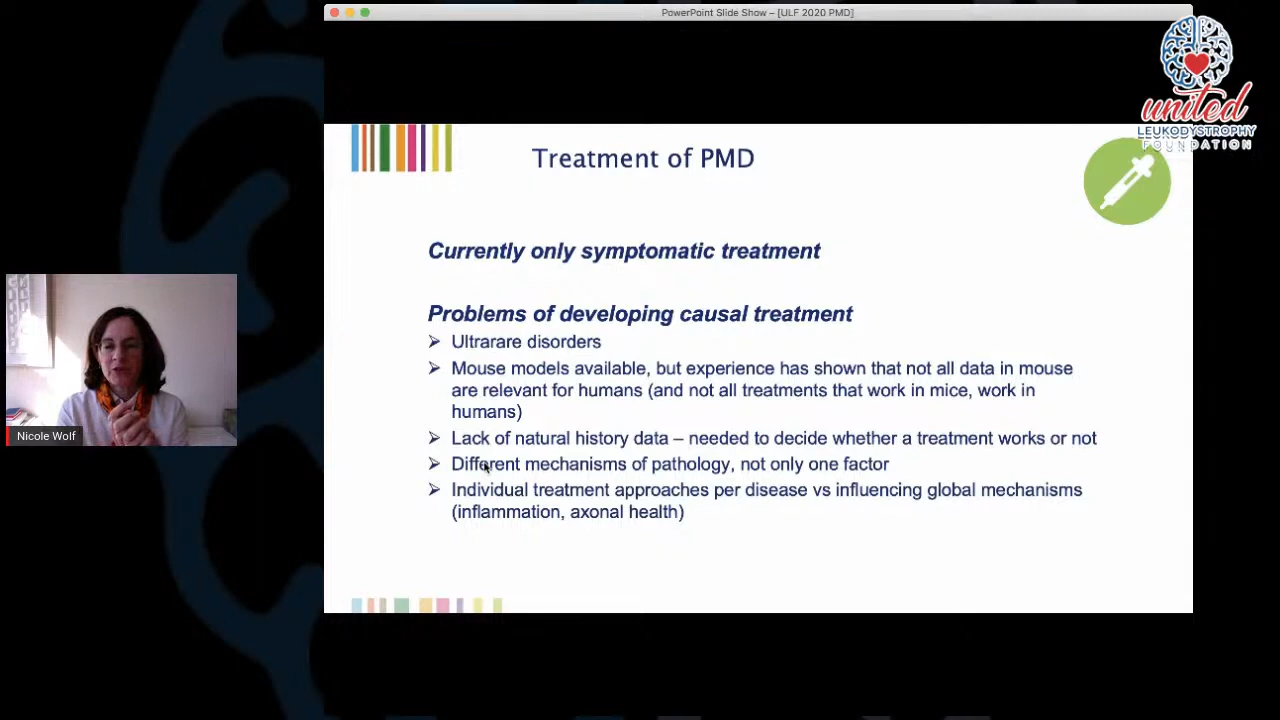 PowerPoint Slide Show – [ULF 2020 PMD]
united
LEUKODYSTROPHY
FOUNDATION
Treatment of PMD
Currently only symptomatic treatment
Problems of developing causal treatment
Ultrarare disorders
Mouse models available, but experience has shown that not all data in mouse
are relevant for humans (and not all treatments that work in mice, work in
humans)
Lack of natural history data – needed to decide whether a treatment works or not
Different mechanisms of pathology, not only one factor
Individual treatment approaches per disease vs influencing global mechanisms
(inflammation, axonal health)
Nicole Wolf